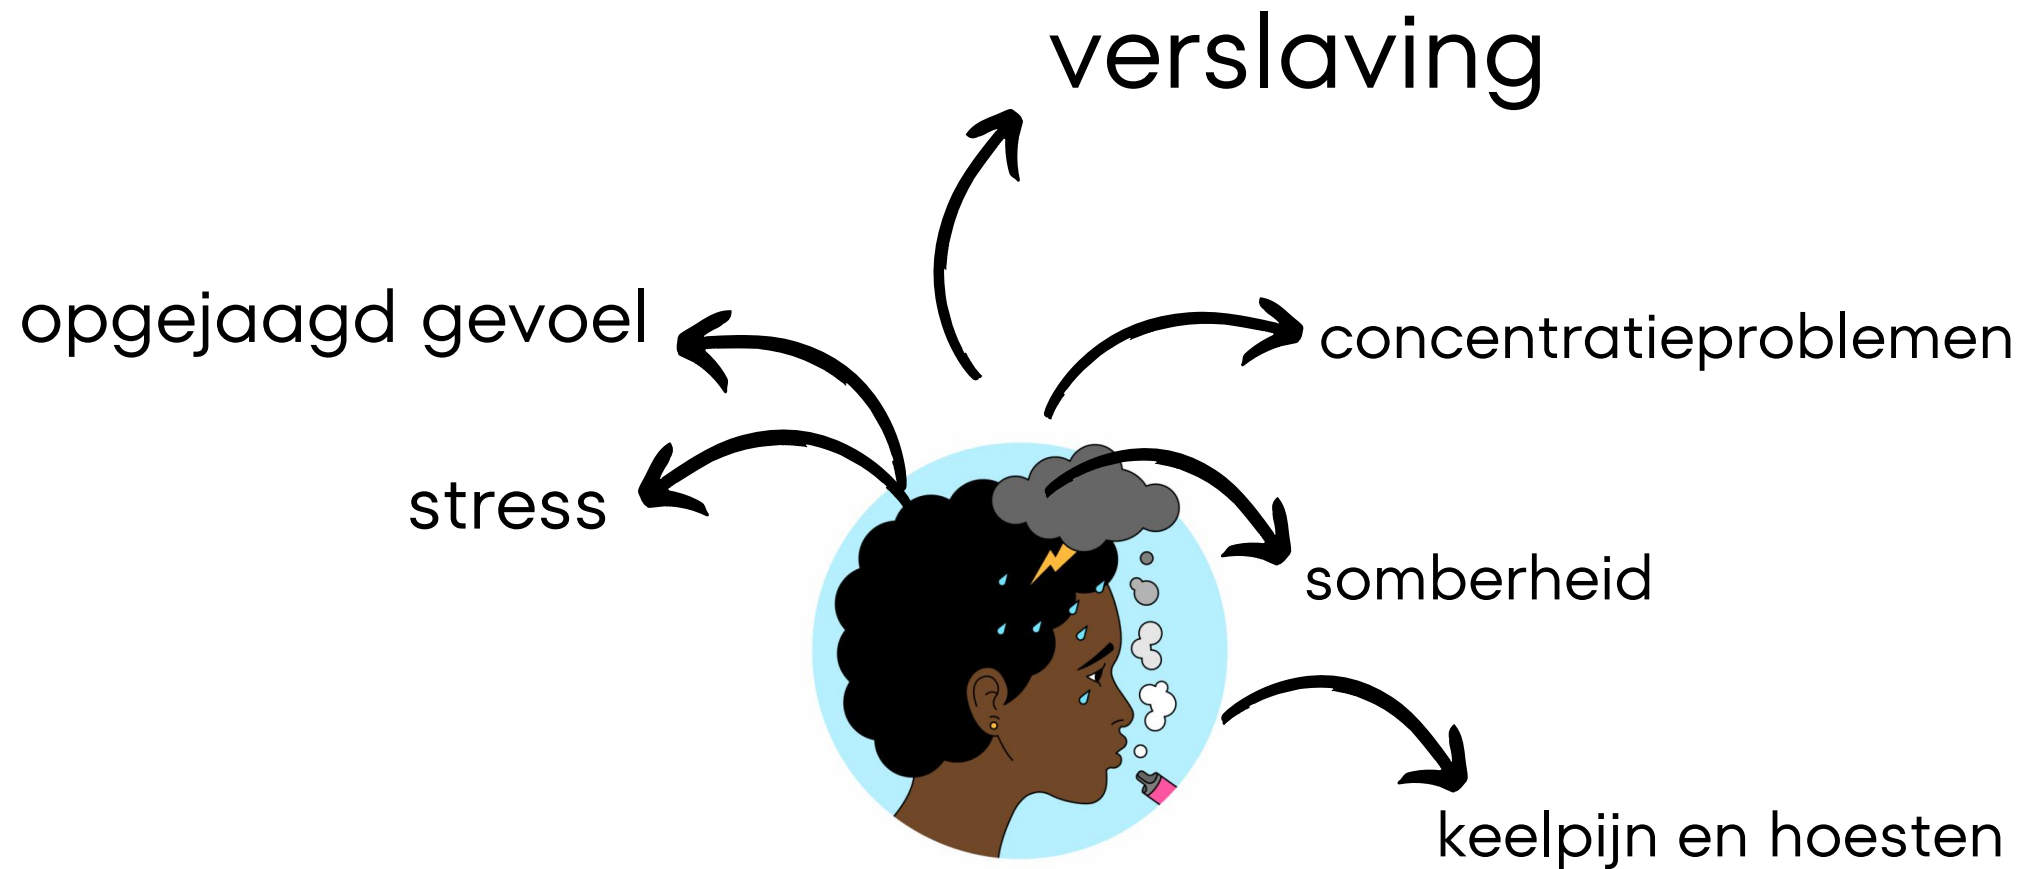 verslaving
opgejaagd gevoel
concentratieproblemen
stress
somberheid
keelpijn en hoesten